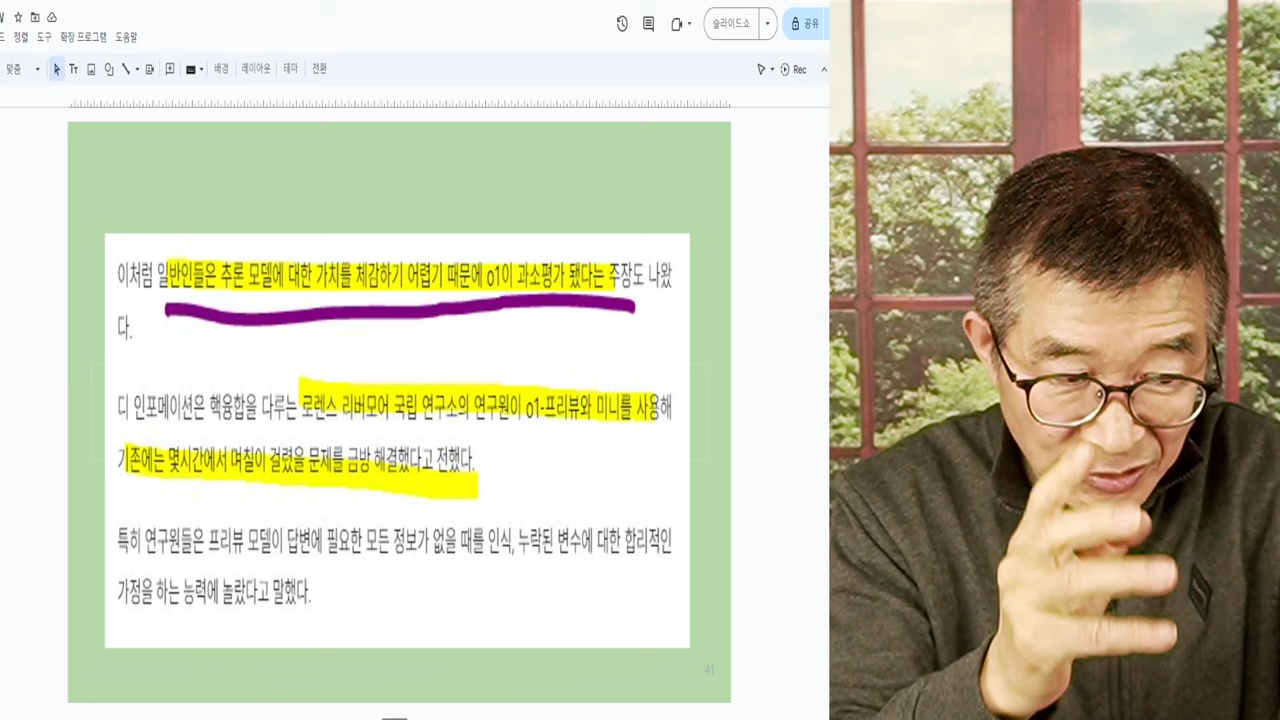 정렬 도구 확장 프로그램 도움말
슬라이드쇼
공유
맞춤
배경 레이아웃 테마 전환
Rec
이처럼 일반인들은 추론 모델에 대한 가치를 체감하기 어렵기 때문에 o1이 과소평가 됐다는 주장도 나왔
다.
디 인포메이션은 핵융합을 다루는 로렌스 리버모어 국립 연구소의 연구원이 o1-프리뷰와 미니를 사용해
기존에는 몇시간에서 며칠이 걸렸을 문제를 금방 해결했다고 전했다.
특히 연구원들은 프리뷰 모델이 답변에 필요한 모든 정보가 없을 때를 인식, 누락된 변수에 대한 합리적인
가정을 하는 능력에 놀랐다고 말했다.
41